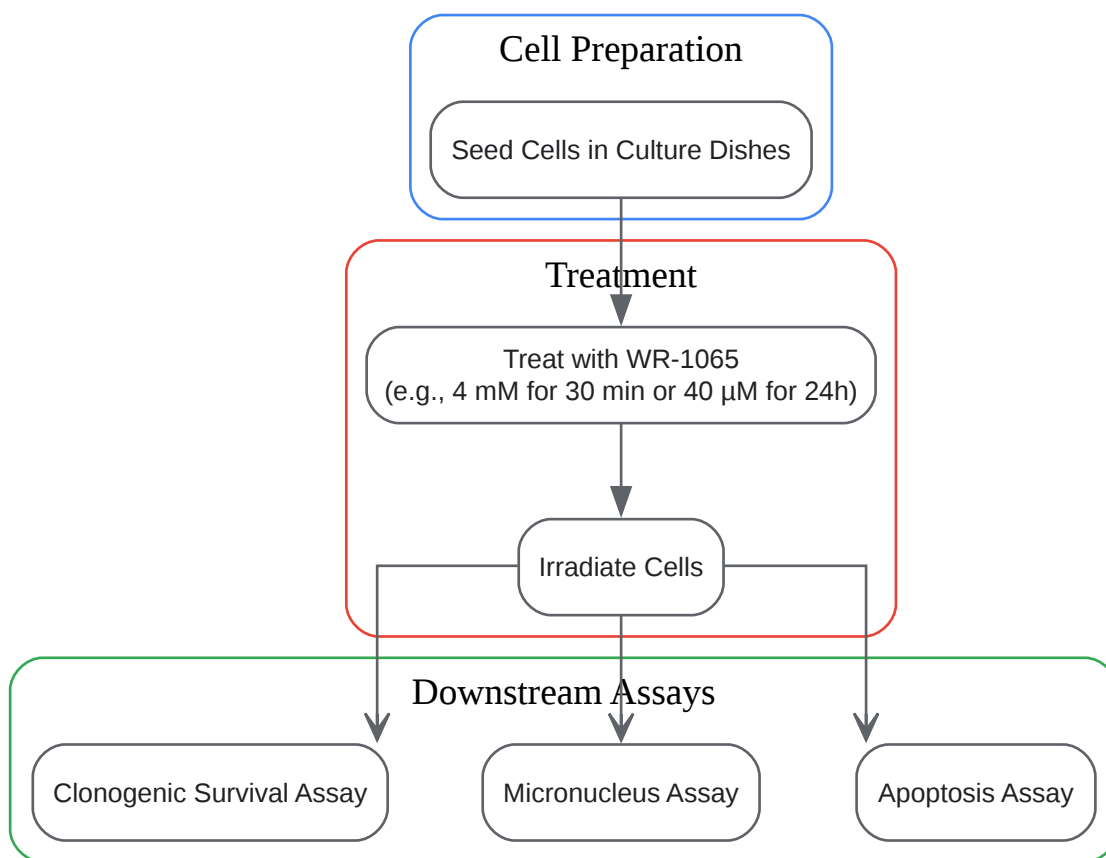 Cell Preparation
Seed Cells in Culture Dishes
Treatment
Treat with WR-1065
(e.g., 4 mM for 30 min or 40 µM for 24h)
Irradiate Cells
Downstream Assays
Clonogenic Survival Assay
Micronucleus Assay
Apoptosis Assay